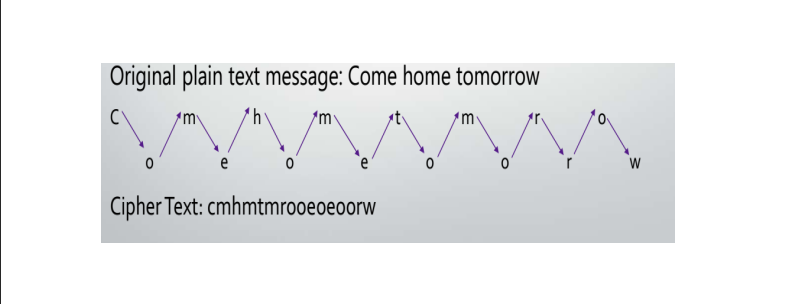 Original plain text message: Come home tomorrow
C m h m t m r o
o e o e o o r w
Cipher Text: cmhmtmrooeoeoorw